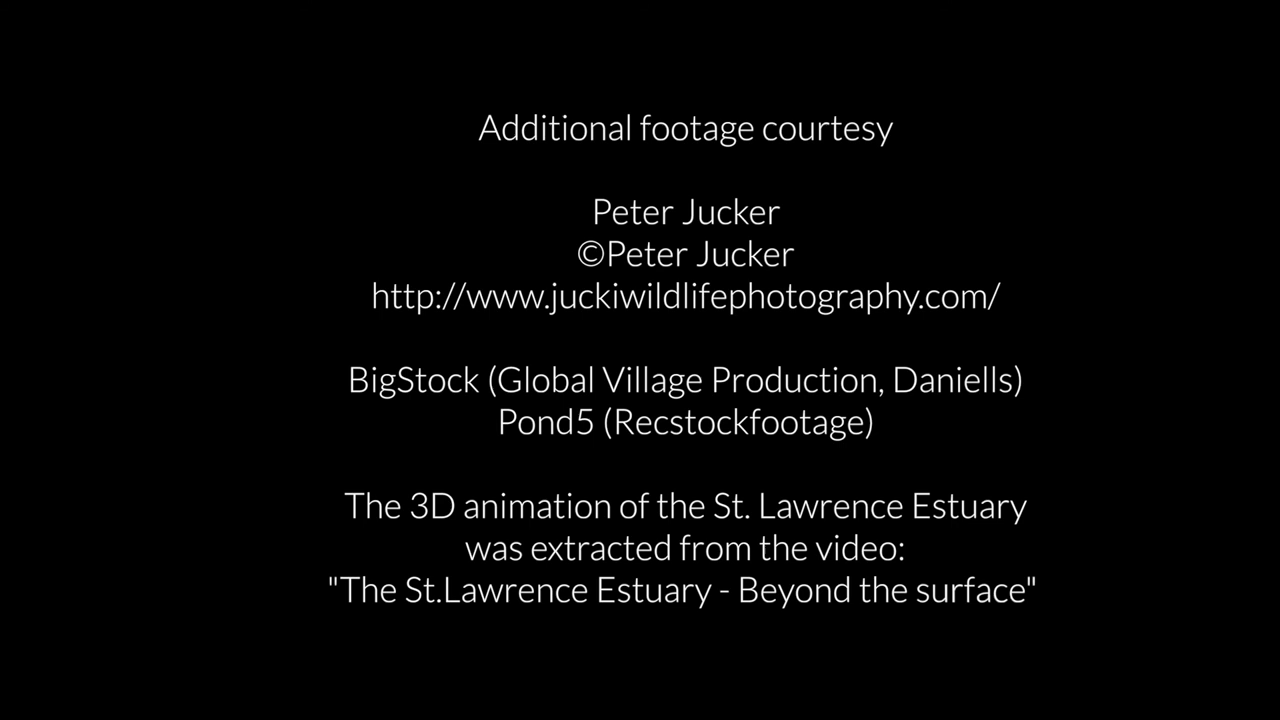 Additional footage courtesy
Peter Jucker
©Peter Jucker
http://www.juckiwildlifephotography.com/
BigStock (Global Village Production, Daniells)
Pond5 (Recstockfootage)
The 3D animation of the St. Lawrence Estuary
was extracted from the video:
"The St.Lawrence Estuary - Beyond the surface"